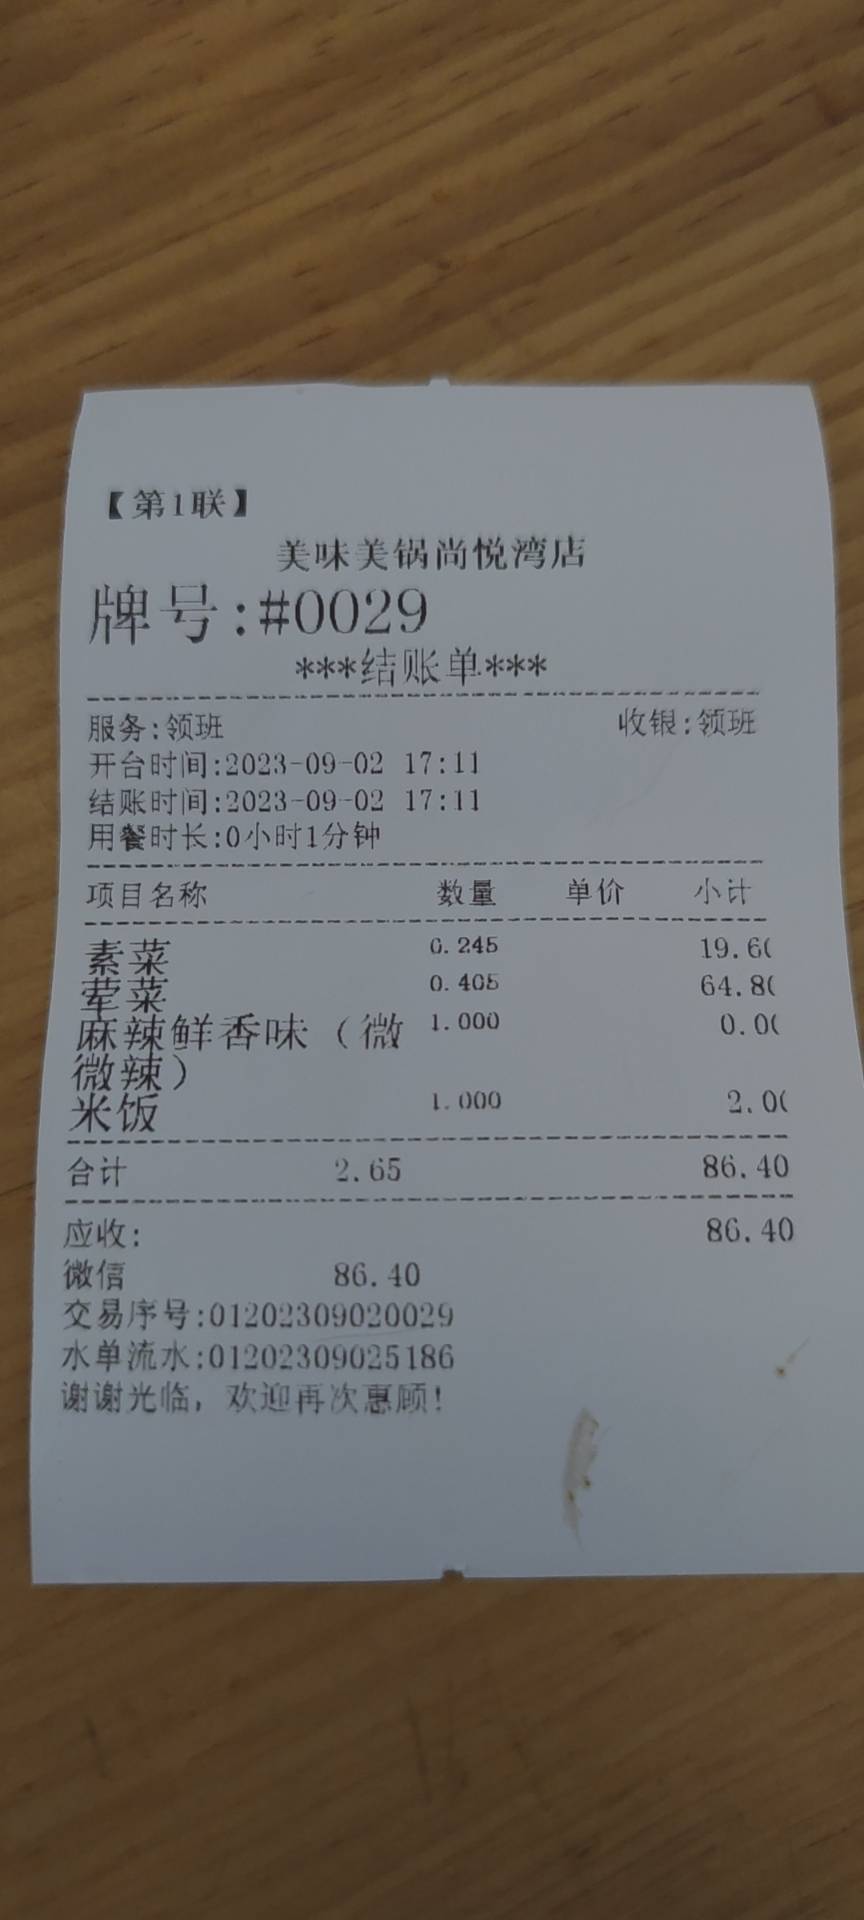 【第1联】
美味美锅尚悦湾店
牌号:#0029
***结账单***
服务:领班 收银:领班
开台时间:2023-09-02 17:11
结账时间:2023-09-02 17:11
用餐时长:0小时1分钟
项目名称 数量 单价 小计
素菜 0.245 19.6(
荤菜 0.405 64.8(
麻辣鲜香味（微 1.000 0.0(
微辣）
米饭 1.000 2.0(
合计 2.65 86.40
应收: 86.40
微信 86.40
交易序号:01202309020029
水单流水:01202309025186
谢谢光临，欢迎再次惠顾!